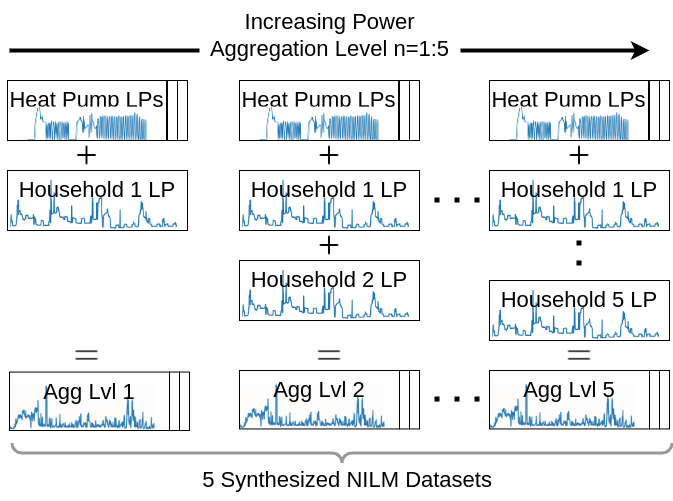 Increasing Power
Aggregation Level n=1:5
Heat Pump LPs
Heat Pump LPs
Heat Pump LPs
+
+
+
Household 1 LP
Household 1 LP
Household 1 LP
+
Household 2 LP
Household 5 LP
=
=
=
Agg Lvl 1
Agg Lvl 2
Agg Lvl 5
5 Synthesized NILM Datasets